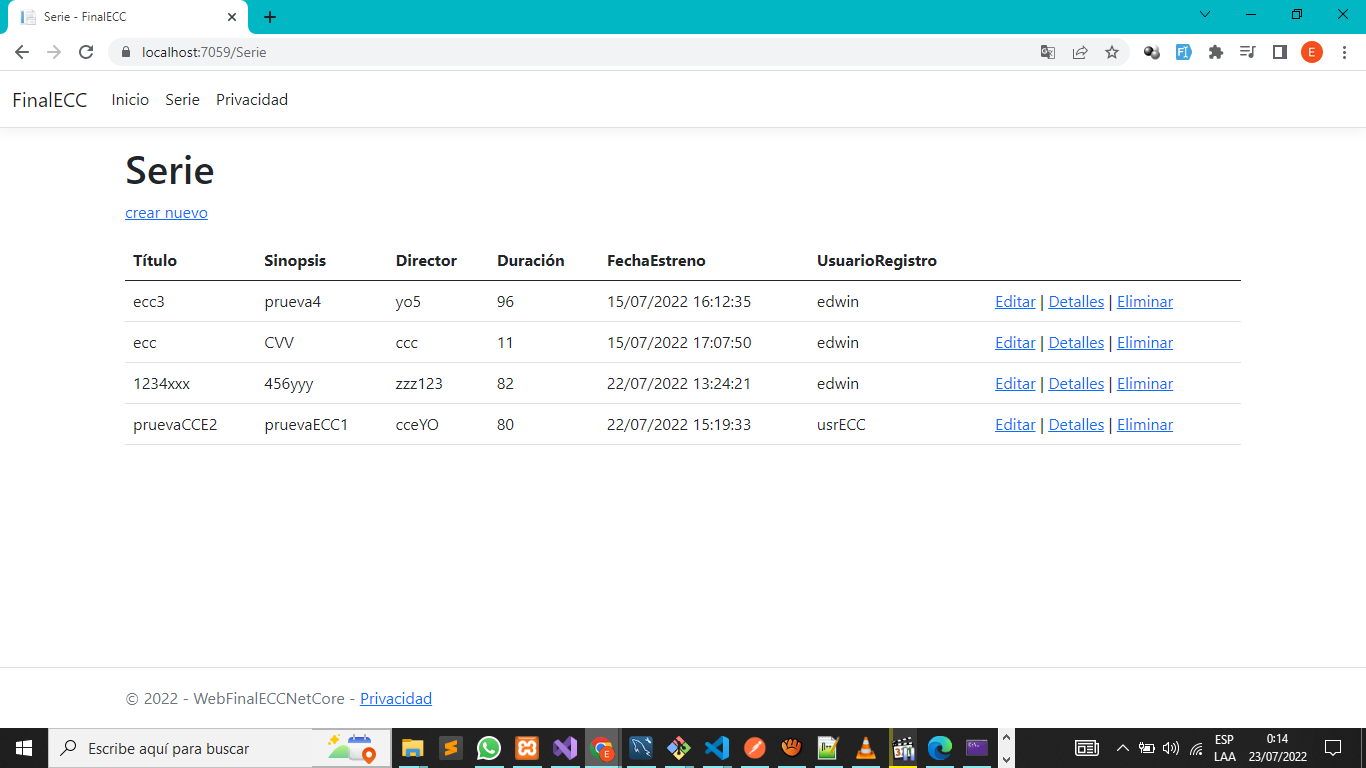 Serie - FinalECC
localhost:7059/Serie
E
FinalECC Inicio Serie Privacidad
Serie
crear nuevo
Título Sinopsis Director Duración FechaEstreno UsuarioRegistro
ecc3 prueva4 yo5 96 15/07/2022 16:12:35 edwin Editar | Detalles | Eliminar
ecc CVV ccc 11 15/07/2022 17:07:50 edwin Editar | Detalles | Eliminar
1234xxx 456yyy zzz123 82 22/07/2022 13:24:21 edwin Editar | Detalles | Eliminar
pruevaCCE2 pruevaECC1 cceYO 80 22/07/2022 15:19:33 usrECC Editar | Detalles | Eliminar
© 2022 - WebFinalECCNetCore - Privacidad
Escribe aquí para buscar
ESP 0:14
LAA 23/07/2022